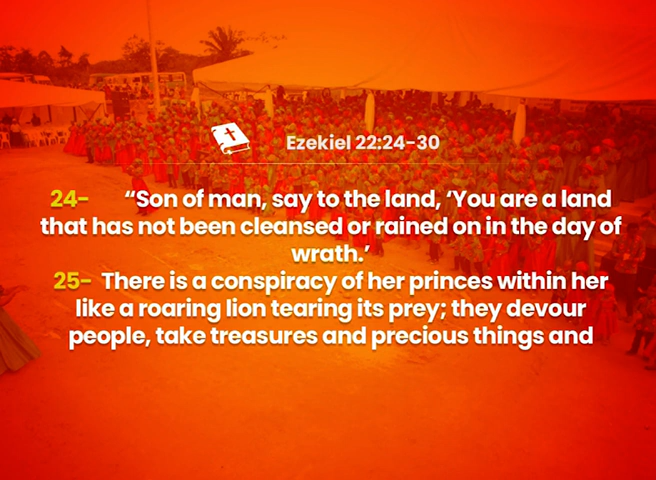 Ezekiel 22:24-30
24- “Son of man, say to the land, ‘You are a land
that has not been cleansed or rained on in the day of
wrath.’
25- There is a conspiracy of her princes within her
like a roaring lion tearing its prey; they devour
people, take treasures and precious things and